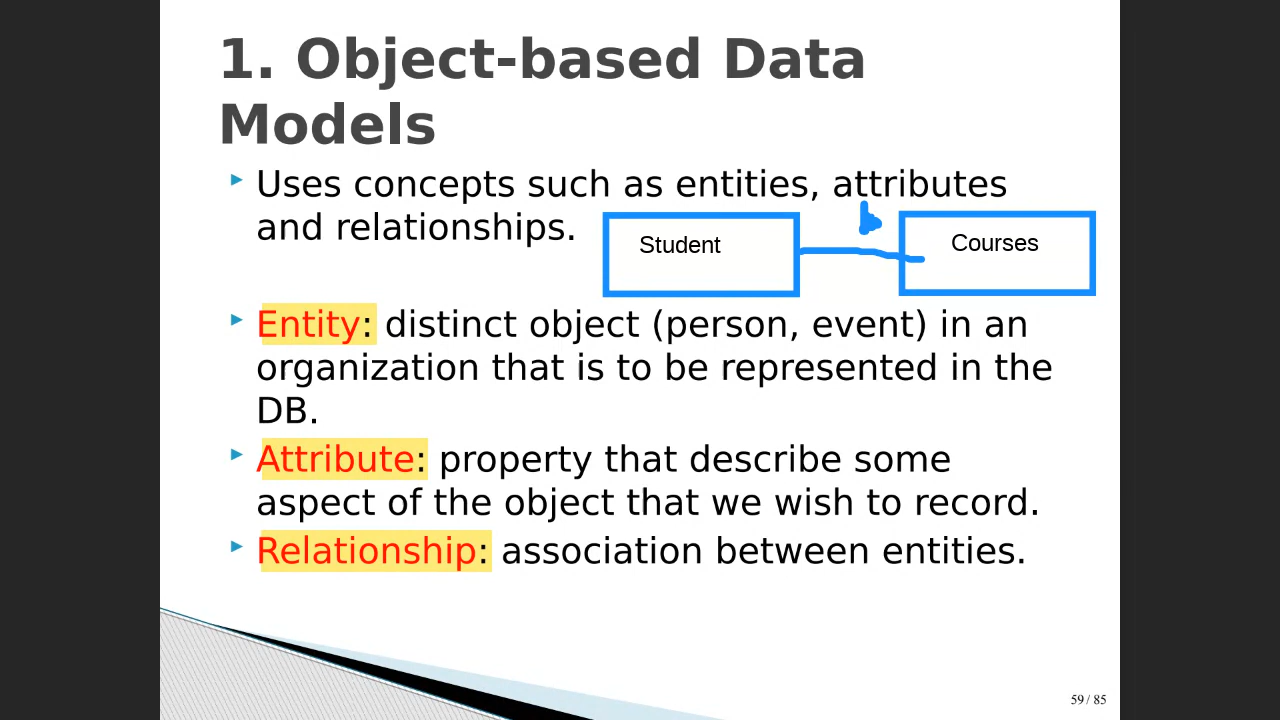 1. Object-based Data
Models
Uses concepts such as entities, attributes
and relationships.
Student
Courses
Entity: distinct object (person, event) in an
organization that is to be represented in the
DB.
Attribute: property that describe some
aspect of the object that we wish to record.
Relationship: association between entities.
59 / 85